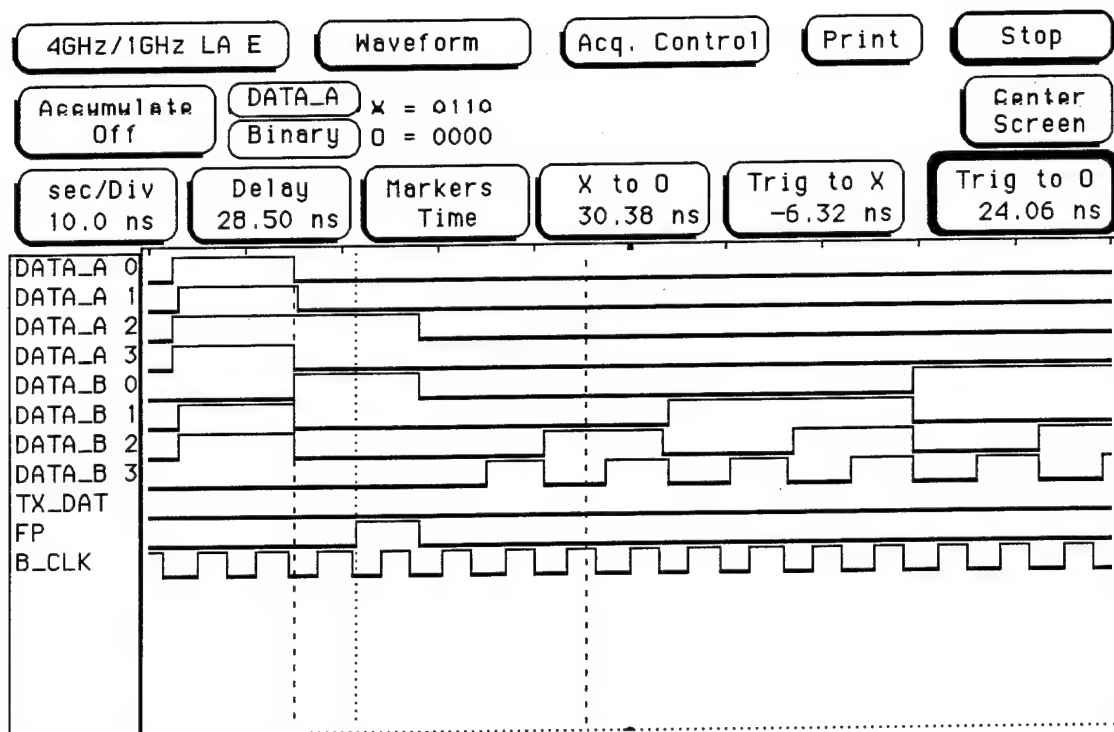 4GHz/1GHz LA E Waveform Acq. Control Print Stop
Accumulate Off DATA_A X = 0110 Center Screen
Binary O = 0000
sec/Div Delay Markers X to O Trig to X Trig to O
10.0 ns 28.50 ns Time 30.38 ns -6.32 ns 24.06 ns
DATA_A 0
DATA_A 1
DATA_A 2
DATA_A 3
DATA_B 0
DATA_B 1
DATA_B 2
DATA_B 3
TX_DAT
FP
B_CLK